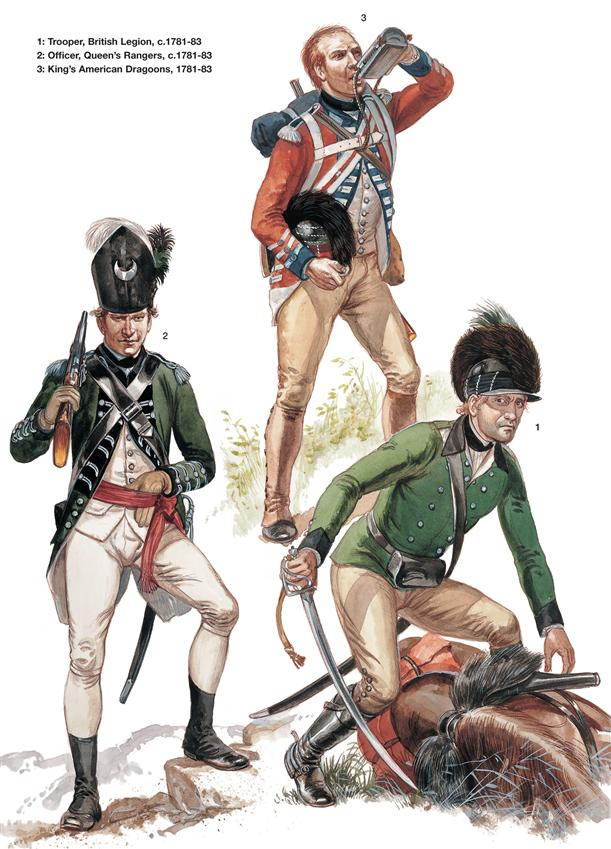 1: Trooper, British Legion, c.1781-83
2: Officer, Queen's Rangers, c.1781-83
3: King's American Dragoons, 1781-83
3
2
1